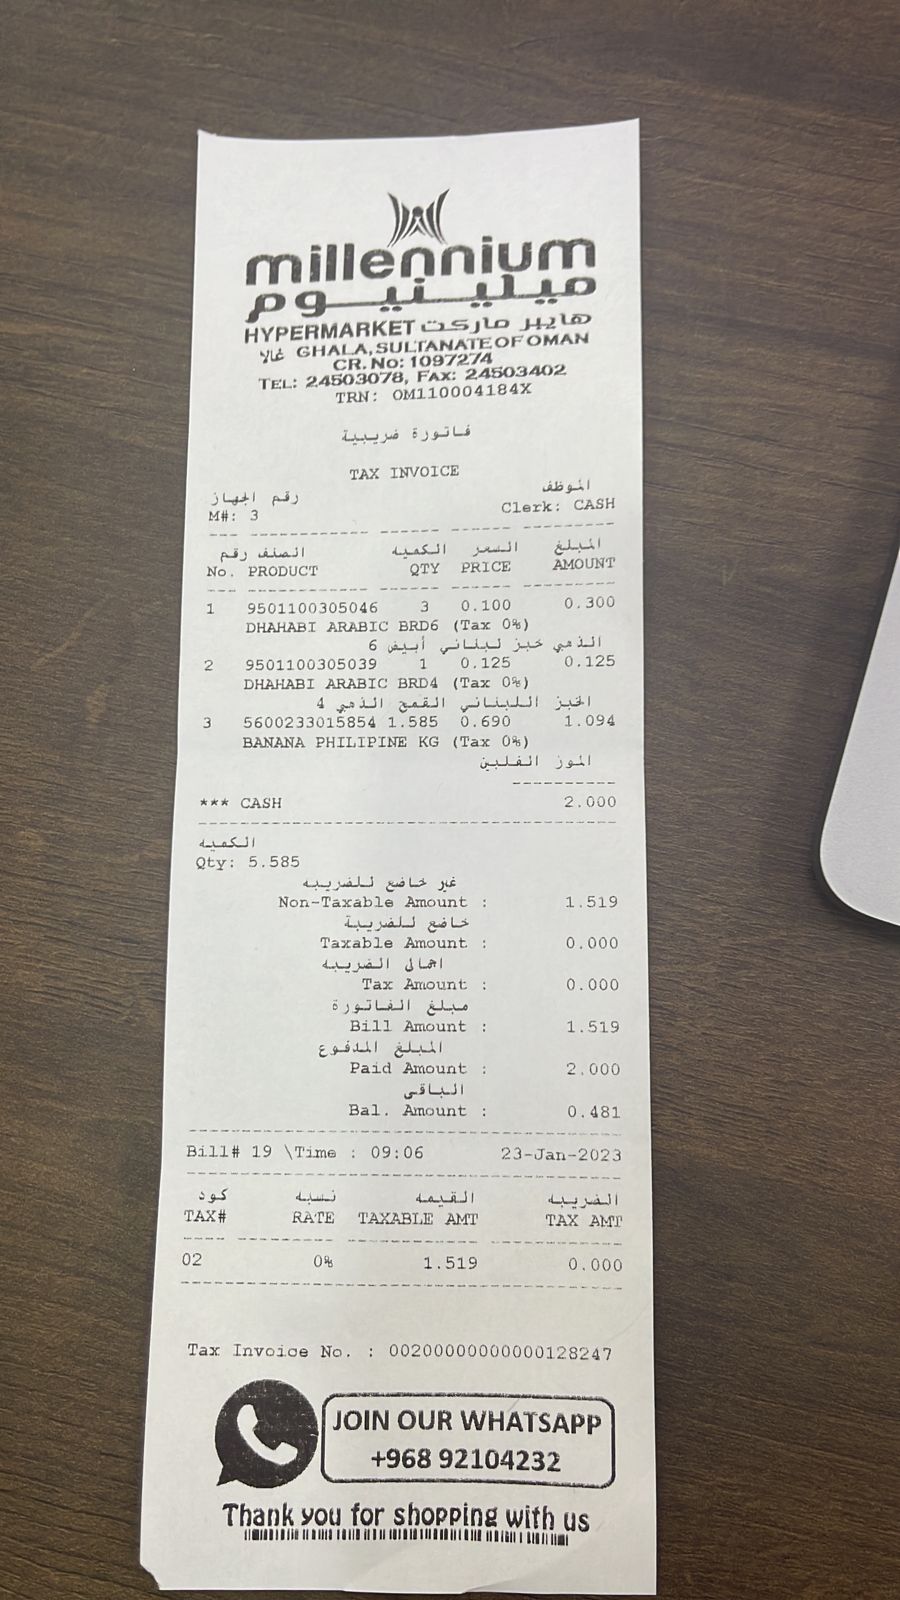 millennium
ميلينيوم
HYPERMARKET هايبر ماركت
غالا GHALA, SULTANATE OF OMAN
CR. No: 1097274
TEL: 24503078, FAX: 24503402
TRN: OM110004184X
فاتورة ضريبية
TAX INVOICE
رقم الجهاز الموظف
M#: 3 Clerk: CASH
الصنف رقم الكميه السعر المبلغ
No. PRODUCT QTY PRICE AMOUNT
1 9501100305046 3 0.100 0.300
DHAHABI ARABIC BRD6 (Tax 0%)
الذهبي خبز لبناني أبيض 6
2 9501100305039 1 0.125 0.125
DHAHABI ARABIC BRD4 (Tax 0%)
الخبز اللبناني القمح الذهبي 4
3 5600233015854 1.585 0.690 1.094
BANANA PHILIPINE KG (Tax 0%)
الموز الفلبين
*** CASH 2.000
الكميه
Qty: 5.585
غير خاضع للضريبه
Non-Taxable Amount : 1.519
خاضع للضريبة
Taxable Amount : 0.000
اجمالى الضريبه
Tax Amount : 0.000
مبلغ الفاتورة
Bill Amount : 1.519
المبلغ المدفوع
Paid Amount : 2.000
الباقى
Bal. Amount : 0.481
Bill# 19 \Time : 09:06 23-Jan-2023
كود نسبه القيمه الضريبه
TAX# RATE TAXABLE AMT TAX AMT
02 0% 1.519 0.000
Tax Invoice No. : 00200000000000128247
JOIN OUR WHATSAPP
+968 92104232
Thank you for shopping with us